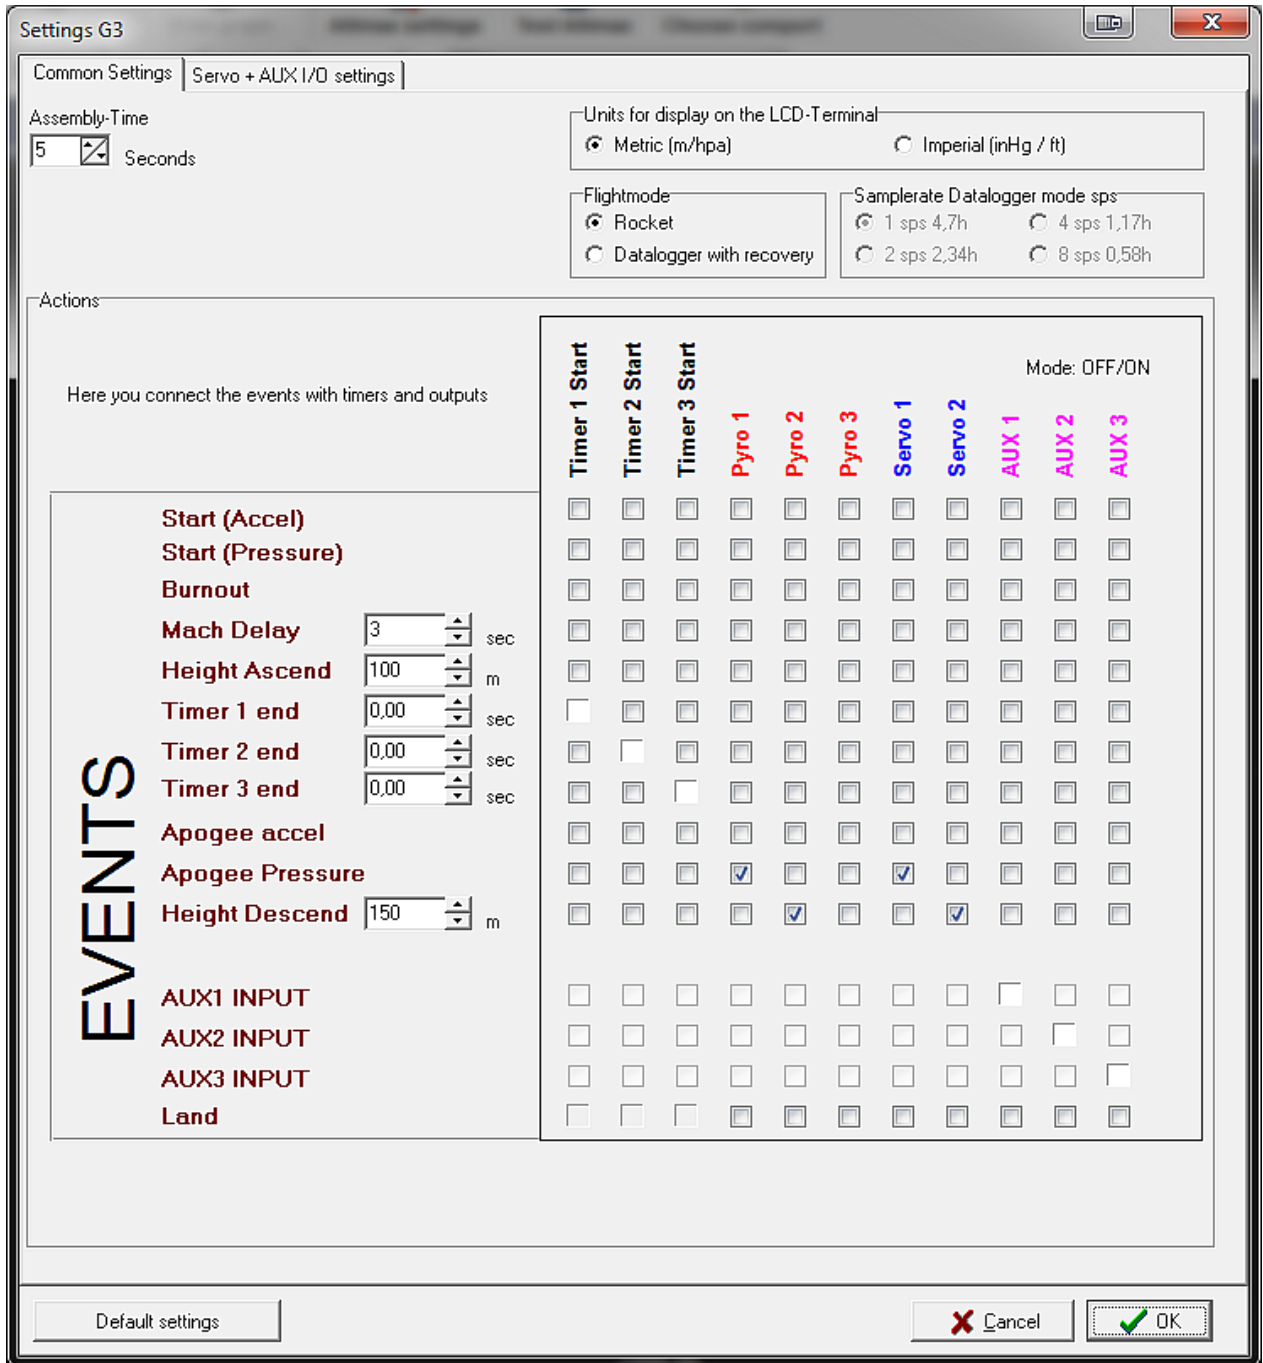 Settings G3
Common Settings
Servo + AUX I/O settings
Assembly-Time
5
Seconds
Units for display on the LCD-Terminal
Metric (m/hpa)
Imperial (inHg / ft)
Flightmode
Rocket
Datalogger with recovery
Samplerate Datalogger mode sps
1 sps 4,7h
4 sps 1,17h
2 sps 2,34h
8 sps 0,58h
Actions
Here you connect the events with timers and outputs
Mode: OFF/ON
Timer 1 Start
Timer 2 Start
Timer 3 Start
Pyro 1
Pyro 2
Pyro 3
Servo 1
Servo 2
AUX 1
AUX 2
AUX 3
EVENTS
Start (Accel)
Start (Pressure)
Burnout
Mach Delay 3 sec
Height Ascend 100 m
Timer 1 end 0,00 sec
Timer 2 end 0,00 sec
Timer 3 end 0,00 sec
Apogee accel
Apogee Pressure
Height Descend 150 m
AUX1 INPUT
AUX2 INPUT
AUX3 INPUT
Land
Default settings
Cancel
OK